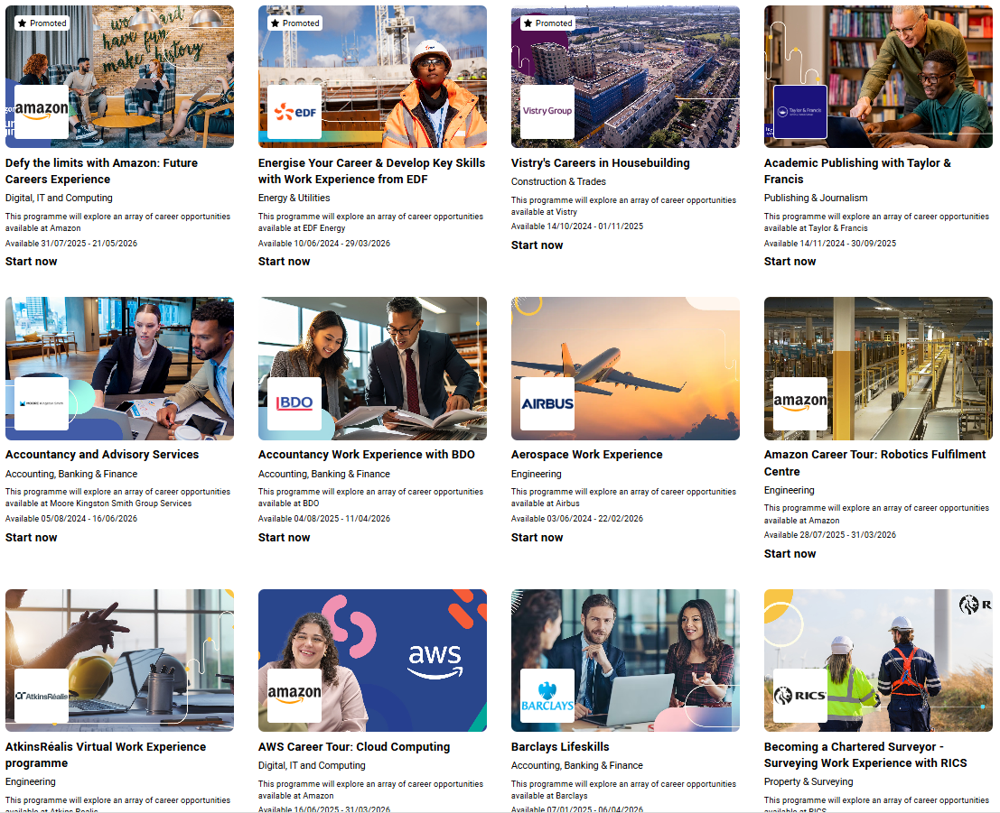 Promoted
Promoted
Promoted
we and
have fun
make history
amazon
edf
Vistry Group
Taylor & Francis
Defy the limits with Amazon: Future
Careers Experience
Digital, IT and Computing
This programme will explore an array of career opportunities
available at Amazon
Available 31/07/2025 - 21/05/2026
Start now
Energise Your Career & Develop Key Skills
with Work Experience from EDF
Energy & Utilities
This programme will explore an array of career opportunities
available at EDF Energy
Available 10/06/2024 - 29/03/2026
Start now
Vistry's Careers in Housebuilding
Construction & Trades
This programme will explore an array of career opportunities
available at Vistry
Available 14/10/2024 - 01/11/2025
Start now
Academic Publishing with Taylor &
Francis
Publishing & Journalism
This programme will explore an array of career opportunities
available at Taylor & Francis
Available 14/11/2024 - 30/09/2025
Start now
MOORE Kingston Smith
BDO
AIRBUS
amazon
Accountancy and Advisory Services
Accounting, Banking & Finance
This programme will explore an array of career opportunities
available at Moore Kingston Smith Group Services
Available 05/08/2024 - 16/06/2026
Start now
Accountancy Work Experience with BDO
Accounting, Banking & Finance
This programme will explore an array of career opportunities
available at BDO
Available 04/08/2025 - 11/04/2026
Start now
Aerospace Work Experience
Engineering
This programme will explore an array of career opportunities
available at Airbus
Available 03/06/2024 - 22/02/2026
Start now
Amazon Career Tour: Robotics Fulfilment
Centre
Engineering
This programme will explore an array of career opportunities
available at Amazon
Available 28/07/2025 - 31/03/2026
Start now
AtkinsRéalis
aws
amazon
BARCLAYS
R
RICS
AtkinsRéalis Virtual Work Experience
programme
Engineering
This programme will explore an array of career opportunities
available at Atkins Realis
AWS Career Tour: Cloud Computing
Digital, IT and Computing
This programme will explore an array of career opportunities
available at Amazon
Available 16/06/2025 - 31/03/2026
Barclays Lifeskills
Accounting, Banking & Finance
This programme will explore an array of career opportunities
available at Barclays
Available 07/01/2025 - 06/04/2026
Becoming a Chartered Surveyor -
Surveying Work Experience with RICS
Property & Surveying
This programme will explore an array of career opportunities
available at RICS